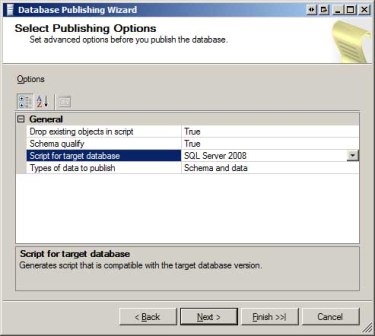 Database Publishing Wizard
Select Publishing Options
Set advanced options before you publish the database.
Options
General
Drop existing objects in script True
Schema qualify True
Script for target database SQL Server 2008
Types of data to publish Schema and data
Script for target database
Generates script that is compatible with the target database version.
< Back Next > Finish >>| Cancel